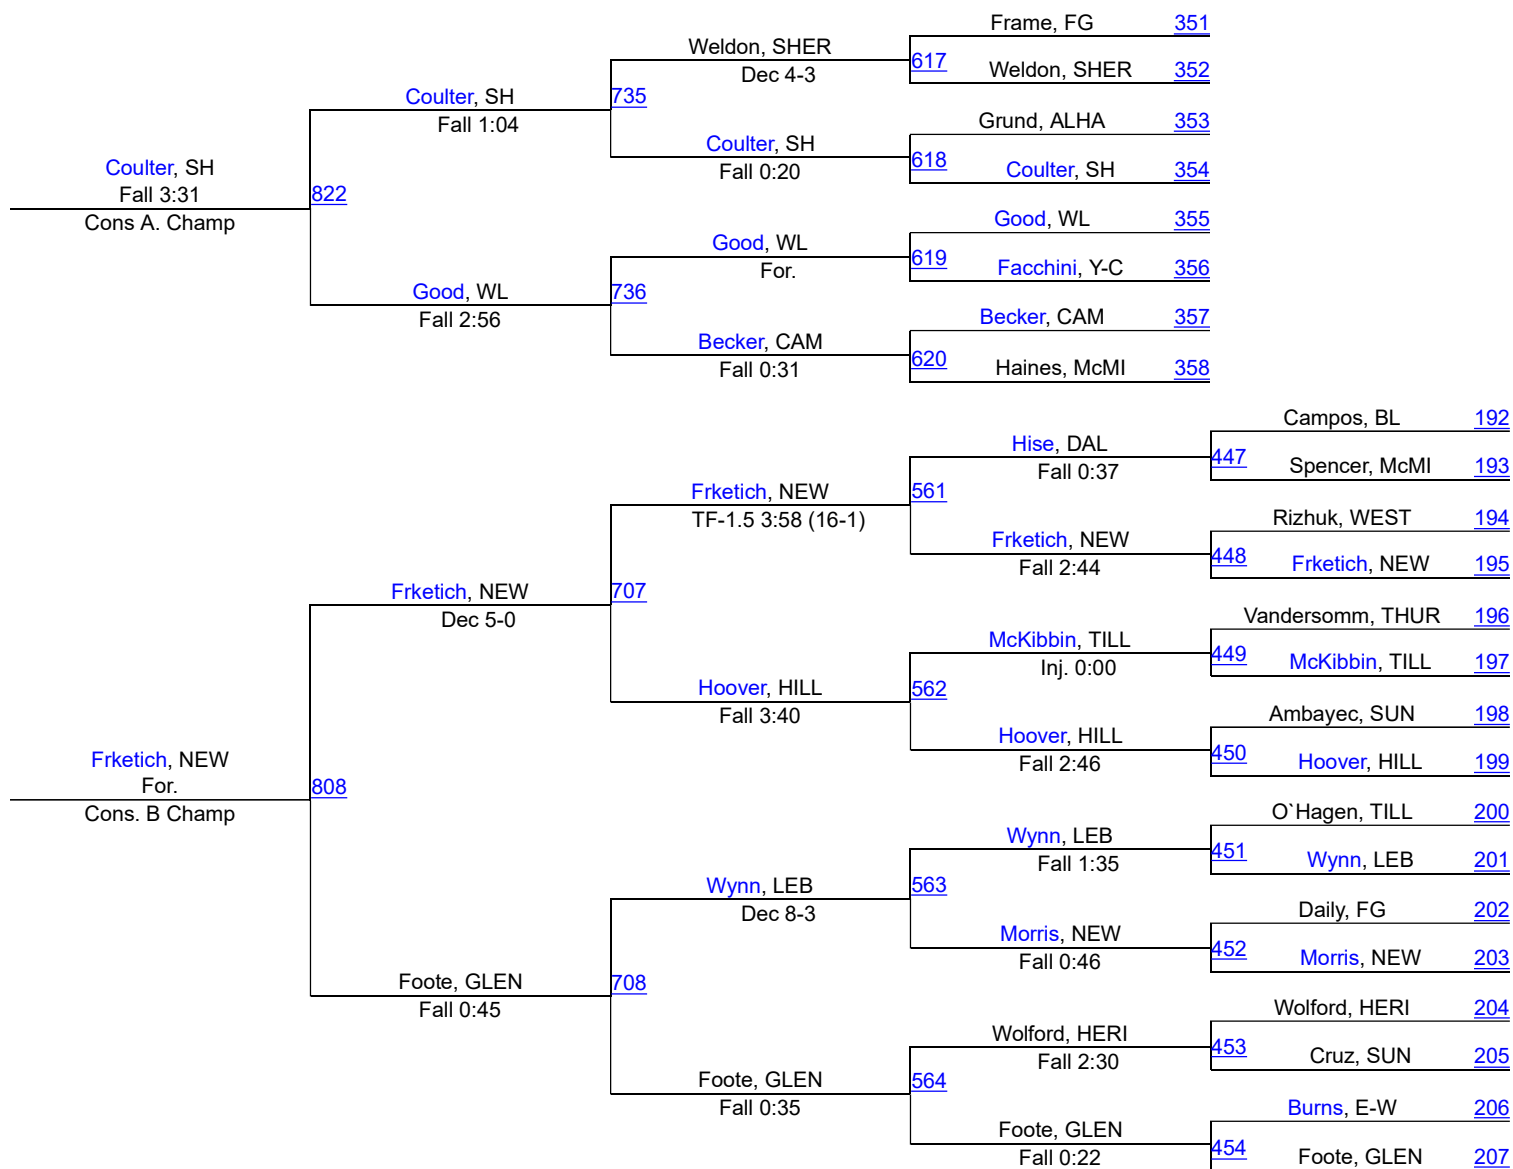 Frame, FG 351
Weldon, SHER
617
Weldon, SHER 352
Dec 4-3
Coulter, SH
735
Fall 1:04
Grund, ALHA 353
Coulter, SH
618
Coulter, SH 354
Fall 0:20
Coulter, SH
Fall 3:31
822
Cons A. Champ
Good, WL 355
Good, WL
619
Facchini, Y-C 356
For.
Good, WL
736
Fall 2:56
Becker, CAM 357
Becker, CAM
620
Haines, McMI 358
Fall 0:31
Campos, BL 192
Hise, DAL
447
Spencer, McMI 193
Fall 0:37
Frketich, NEW
561
TF-1.5 3:58 (16-1)
Rizhuk, WEST 194
Frketich, NEW
448
Frketich, NEW 195
Fall 2:44
Frketich, NEW
707
Dec 5-0
Vandersomm, THUR 196
McKibbin, TILL
449
McKibbin, TILL 197
Inj. 0:00
Hoover, HILL
562
Fall 3:40
Ambayec, SUN 198
Hoover, HILL
450
Hoover, HILL 199
Fall 2:46
Frketich, NEW
For.
808
Cons. B Champ
O`Hagen, TILL 200
Wynn, LEB
451
Wynn, LEB 201
Fall 1:35
Wynn, LEB
563
Dec 8-3
Daily, FG 202
Morris, NEW
452
Morris, NEW 203
Fall 0:46
Foote, GLEN
708
Fall 0:45
Wolford, HERI 204
Wolford, HERI
453
Cruz, SUN 205
Fall 2:30
Foote, GLEN
564
Fall 0:35
Burns, E-W 206
Foote, GLEN
454
Foote, GLEN 207
Fall 0:22